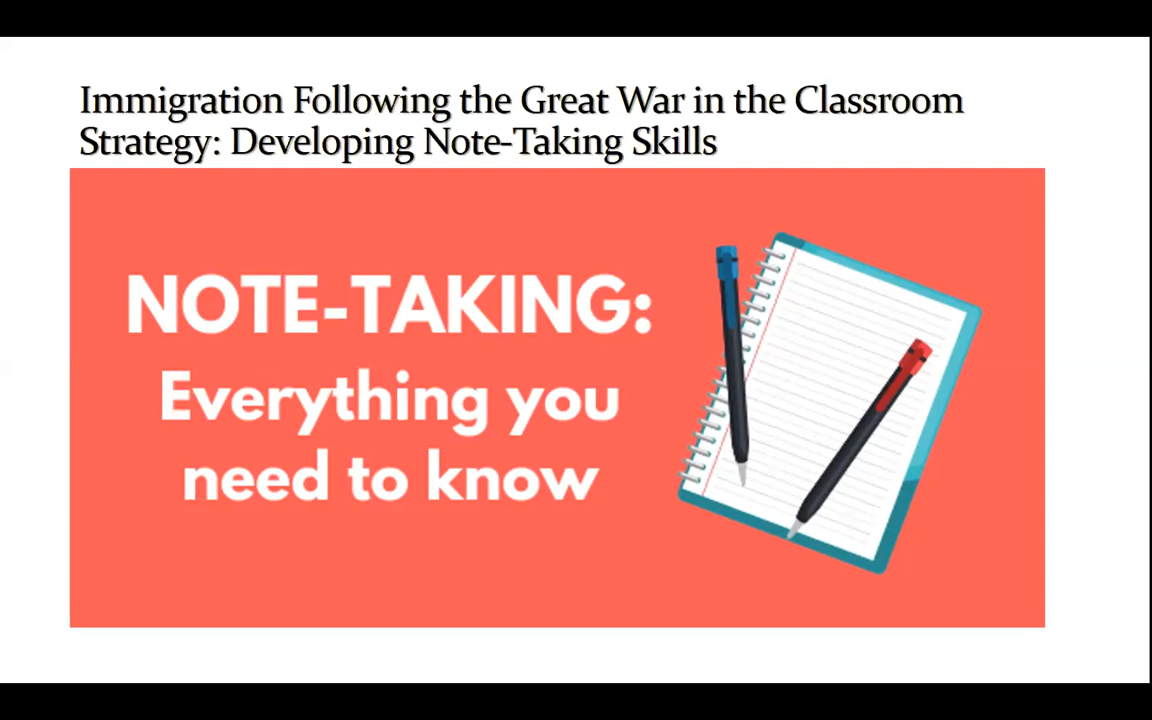 Immigration Following the Great War in the Classroom
Strategy: Developing Note-Taking Skills
NOTE-TAKING:
Everything you
need to know